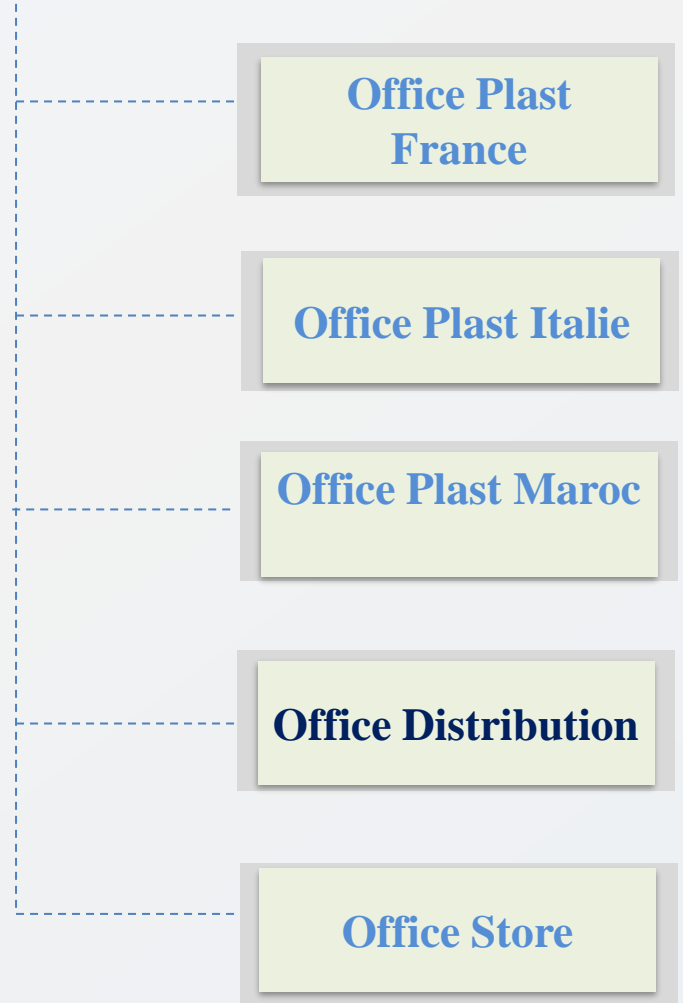 Office Plast
France
Office Plast Italie
Office Plast Maroc
Office Distribution
Office Store